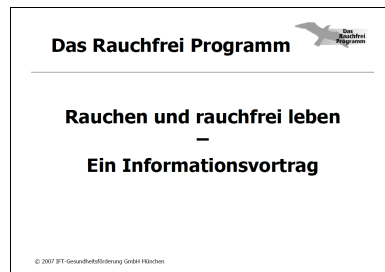 Das Rauchfrei Programm
Das
Rauchfrei
Programm
Rauchen und rauchfrei leben
–
Ein Informationsvortrag
© 2007 IFT-Gesundheitsförderung GmbH München